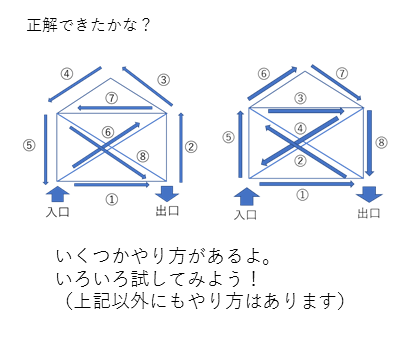 正解できたかな？
④
③
⑦
⑤
⑥
②
⑧
①
入口
出口
⑥
⑦
③
⑤
④
⑧
②
①
入口
出口
いくつかやり方があるよ。
いろいろ試してみよう！
（上記以外にもやり方はあります）